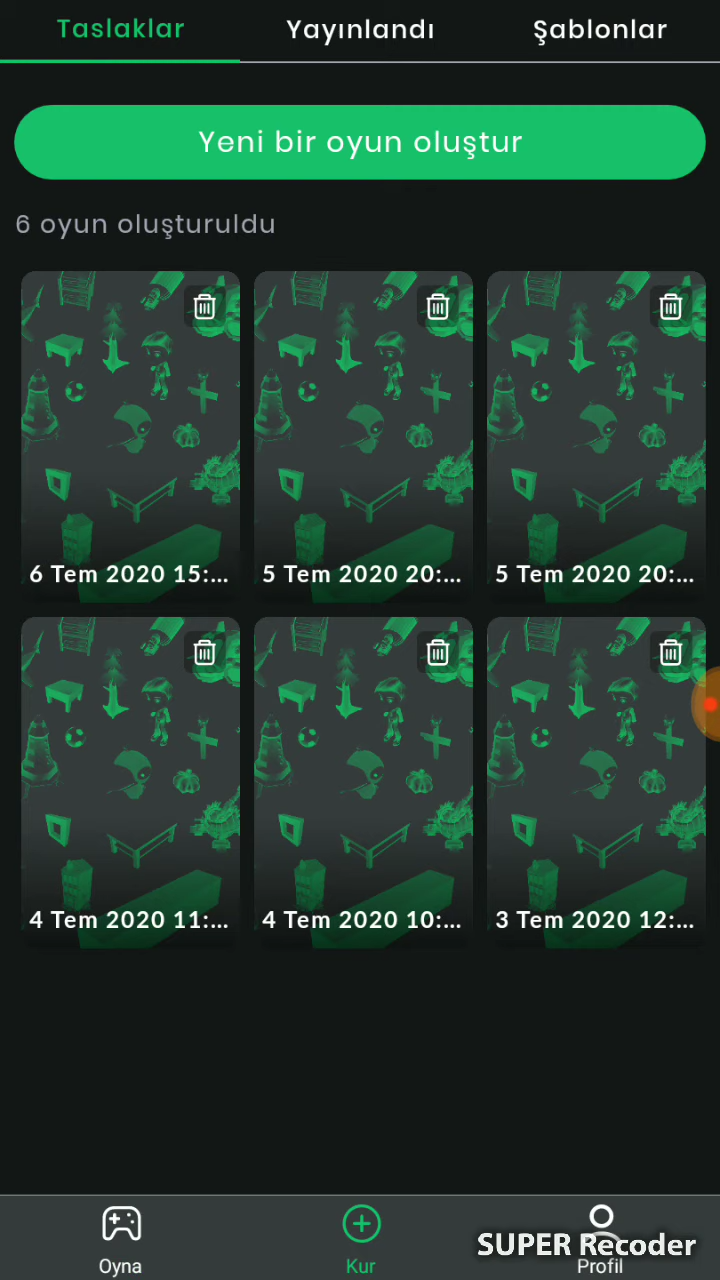 Taslaklar
Yayınlandı
Şablonlar
Yeni bir oyun oluştur
6 oyun oluşturuldu
6 Tem 2020 15:...
5 Tem 2020 20:...
5 Tem 2020 20:...
4 Tem 2020 11:...
4 Tem 2020 10:...
3 Tem 2020 12:...
Oyna
Kur
Profil
SUPER Recoder